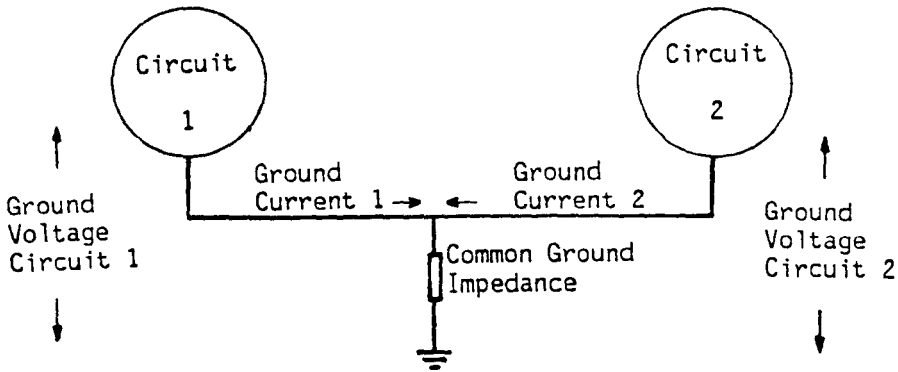 Circuit
1
Circuit
2
Ground
Current 1
Ground
Current 2
Ground
Voltage
Circuit 1
Ground
Voltage
Circuit 2
Common Ground
Impedance